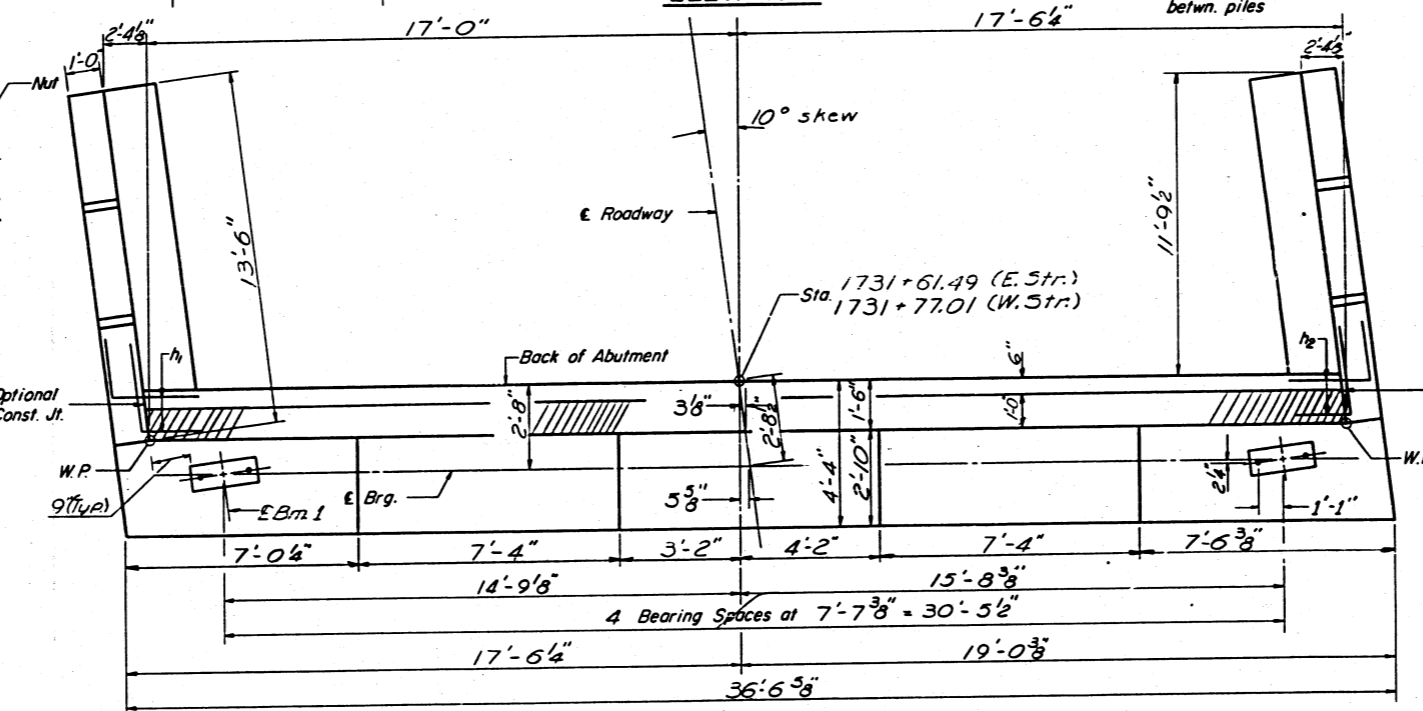 betwn. piles
17'-0"
17'-6¼"
2'-4⅛"
2'-4⅛"
1'-0"
Nut
10° skew
℄ Roadway
13'-6"
11'-9½"
Sta. 1731+61.49 (E. Str.)
1731+77.01 (W. Str.)
h₁
Back of Abutment
6"
h₂
Optional
Const. Jt.
2'-8"
3⅛"
2'-8½"
1'-6"
1'-0"
4'-4"
2'-10"
W.P.
9"(Typ.)
℄ Bm. 1
℄ Brg.
5⅝"
2¼"
1'-1"
7'-0¼"
7'-4"
3'-2"
4'-2"
7'-4"
7'-6⅜"
14'-9⅛"
15'-8⅜"
4 Bearing Spaces at 7'-7⅜" = 30'-5½"
17'-6¼"
19'-0⅜"
36'-6⅝"